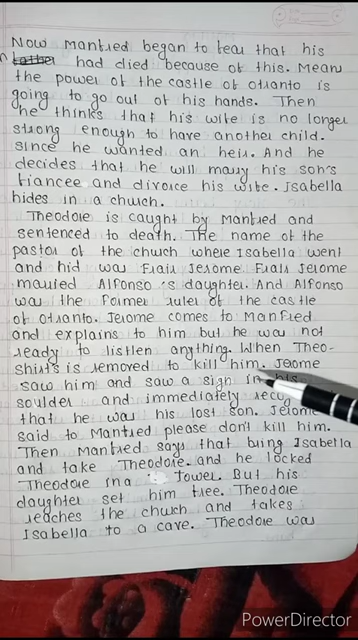 Now Manfred began to fear that his
had died because of this. Mean
the power of the castle of otranto is
going to go out of his hands. Then
he thinks that his wife is no longer
strong enough to have another child.
since he wanted an heir. And he
decides that he will marry his son's
fiancee and divorce his wife. Isabella
hides in a church.
Theodore is caught by Manfred and
sentenced to death. The name of the
pastor of the church where Isabella went
and hid was Friar Jerome Friar Jerome
married Alfonso's daughter. And Alfonso
was the former ruler of the castle
of otranto. Jerome comes to Manfred
and explains to him but he was not
ready to listlen anything. When Theo-
shirts is removed to kill him. Jerome
saw him and saw a sign in his
soulder and immediately recog
that he was his lost son. Jerome
said to Manfred please don't kill him.
Then Manfred says that bring Isabella
and take Theodore. and he locked
Theodore in a Tower. But his
daughter set him free. Theodore
reaches the church and takes
Isabella to a cave. Theodore was
PowerDirector